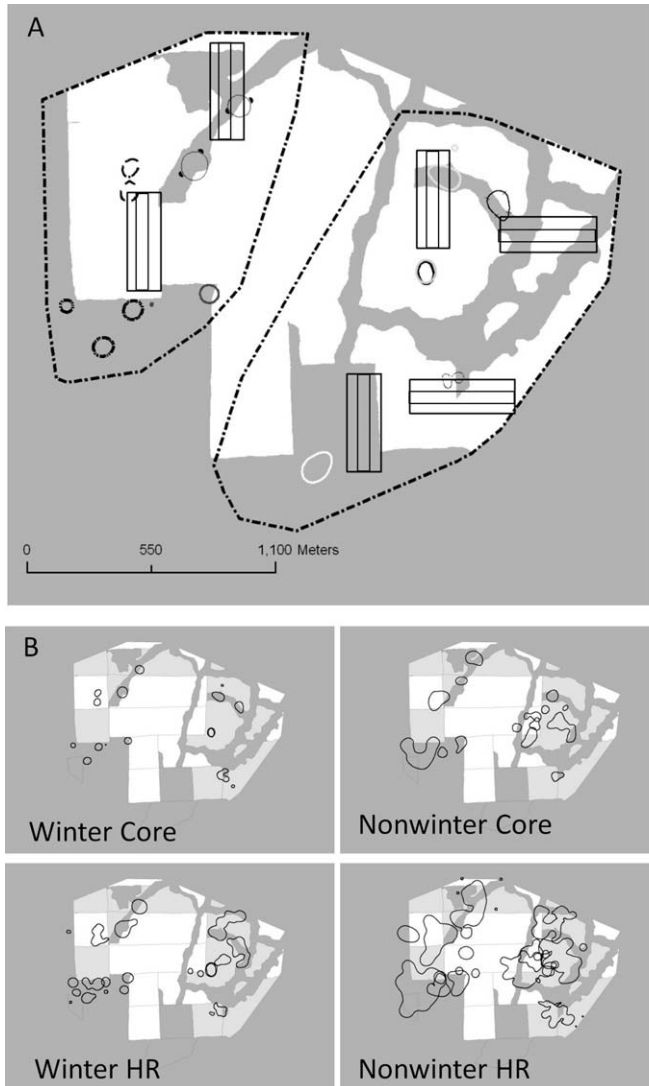 A
0 550 1,100 Meters
B
Winter Core Nonwinter Core
Winter HR Nonwinter HR